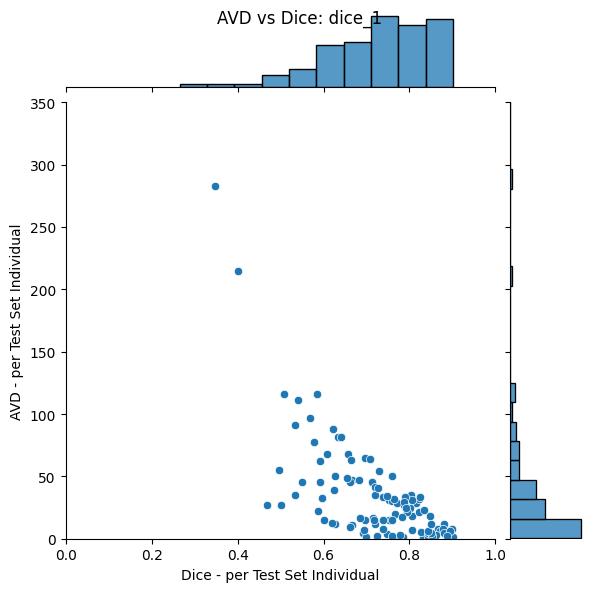 AVD vs Dice: dice_1
350
300
250
200
150
100
50
0
AVD - per Test Set Individual
0.0 0.2 0.4 0.6 0.8 1.0
Dice - per Test Set Individual